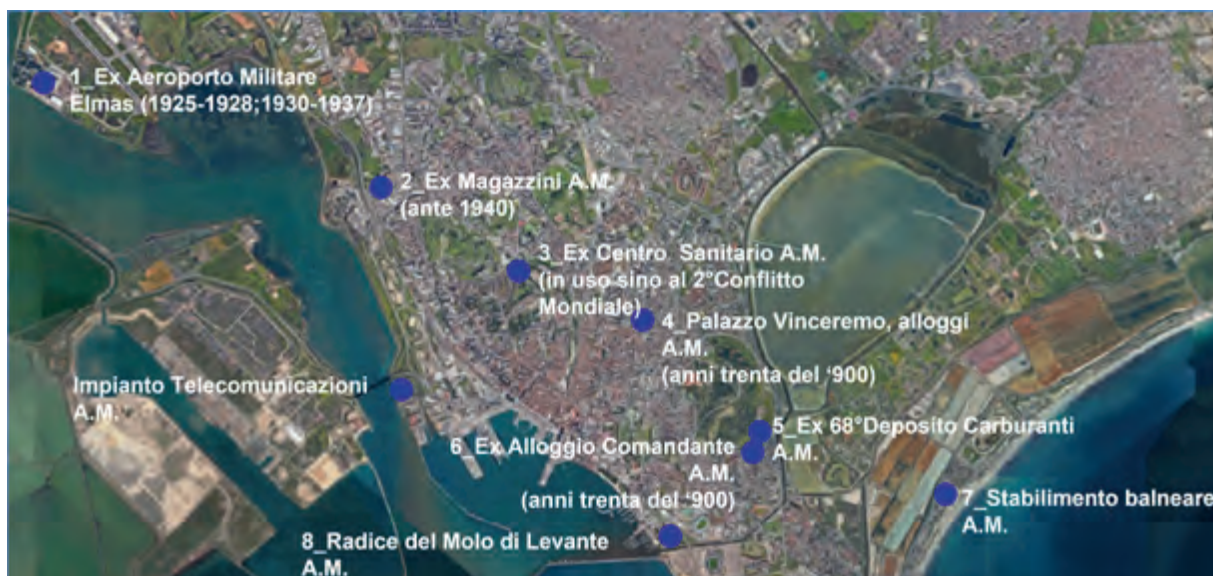 1_Ex Aeroporto Militare
Elmas (1925-1928;1930-1937)
2_Ex Magazzini A.M.
(ante 1940)
3_Ex Centro Sanitario A.M.
(in uso sino al 2°Conflitto
Mondiale)
4_Palazzo Vinceremo, alloggi
A.M.
(anni trenta del ‘900)
Impianto Telecomunicazioni
A.M.
5_Ex 68°Deposito Carburanti
A.M.
6_Ex Alloggio Comandante
A.M.
(anni trenta del ‘900)
7_Stabilimento balneare
A.M.
8_Radice del Molo di Levante
A.M.